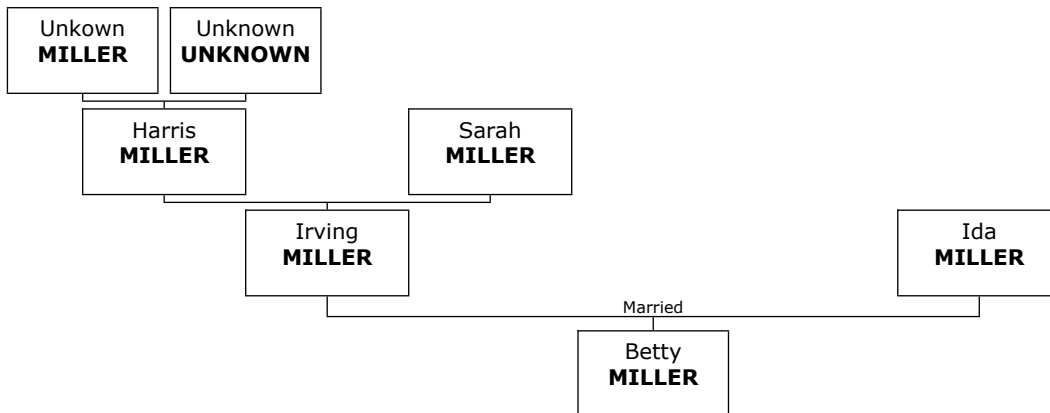 Unkown
MILLER
Unknown
UNKNOWN
Harris
MILLER
Sarah
MILLER
Irving
MILLER
Ida
MILLER
Married
Betty
MILLER